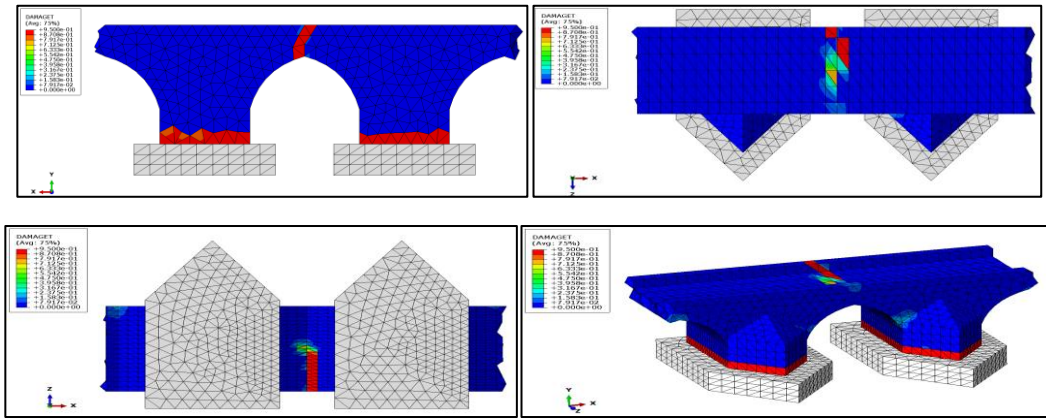 DAMAGET
(Avg: 75%)
+9.500e-01
+8.708e-01
+7.917e-01
+7.125e-01
+6.333e-01
+5.542e-01
+4.750e-01
+3.958e-01
+3.167e-01
+2.375e-01
+1.583e-01
+7.917e-02
+0.000e+00
Y
X
DAMAGET
(Avg: 75%)
+9.500e-01
+8.708e-01
+7.917e-01
+7.125e-01
+6.333e-01
+5.542e-01
+4.750e-01
+3.958e-01
+3.167e-01
+2.375e-01
+1.583e-01
+7.917e-02
+0.000e+00
X
Z
DAMAGET
(Avg: 75%)
+9.500e-01
+8.708e-01
+7.917e-01
+7.125e-01
+6.333e-01
+5.542e-01
+4.750e-01
+3.958e-01
+3.167e-01
+2.375e-01
+1.583e-01
+7.917e-02
+0.000e+00
Z
X
DAMAGET
(Avg: 75%)
+9.500e-01
+8.708e-01
+7.917e-01
+7.125e-01
+6.333e-01
+5.542e-01
+4.750e-01
+3.958e-01
+3.167e-01
+2.375e-01
+1.583e-01
+7.917e-02
+0.000e+00
Y
X
Z